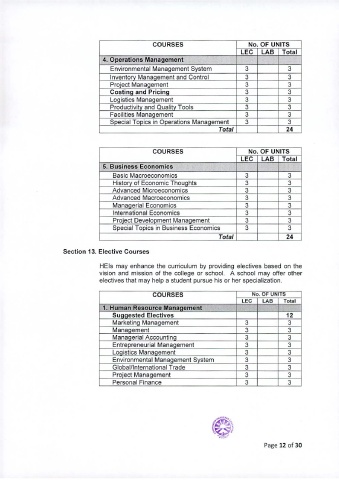 COURSES No. OF UNITS
LEC LAB Total
4. Operations Management
Environmental Management System 3 3
Inventory Management and Control 3 3
Project Management 3 3
Costing and Pricing 3 3
Logistics Management 3 3
Productivity and Quality Tools 3 3
Facilities Management 3 3
Special Topics in Operations Management 3 3
Total 24
COURSES No. OF UNITS
LEC LAB Total
5. Business Economics
Basic Macroeconomics 3 3
History of Economic Thoughts 3 3
Advanced Microeconomics 3 3
Advanced Macroeconomics 3 3
Managerial Economics 3 3
International Economics 3 3
Project Development Management 3 3
Special Topics in Business Economics 3 3
Total 24
Section 13. Elective Courses
HEIs may enhance the curriculum by providing electives based on the
vision and mission of the college or school. A school may offer other
electives that may help a student pursue his or her specialization.
COURSES No. OF UNITS
LEC LAB Total
1. Human Resource Management
Suggested Electives 12
Marketing Management 3 3
Management 3 3
Managerial Accounting 3 3
Entrepreneurial Management 3 3
Logistics Management 3 3
Environmental Management System 3 3
Global/International Trade 3 3
Project Management 3 3
Personal Finance 3 3
Page 12 of 30